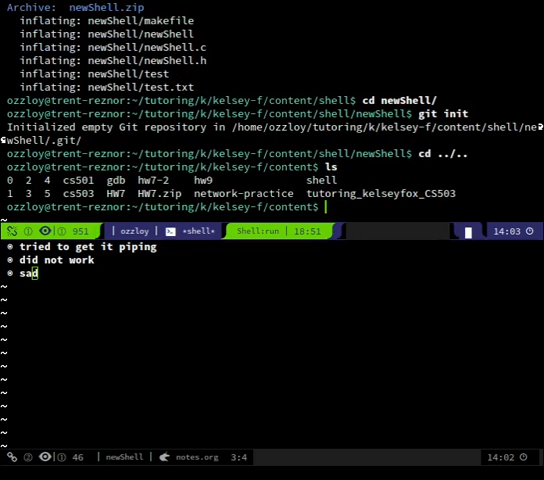 Archive:  newShell.zip
  inflating: newShell/makefile
  inflating: newShell/newShell
  inflating: newShell/newShell.c
  inflating: newShell/newShell.h
  inflating: newShell/test
  inflating: newShell/test.txt
ozzloy@trent-reznor:~/tutoring/k/kelsey-f/content/shell$ cd newShell/
ozzloy@trent-reznor:~/tutoring/k/kelsey-f/content/shell/newShell$ git init
Initialized empty Git repository in /home/ozzloy/tutoring/k/kelsey-f/content/shell/ne
wShell/.git/
ozzloy@trent-reznor:~/tutoring/k/kelsey-f/content/shell/newShell$ cd ../..
ozzloy@trent-reznor:~/tutoring/k/kelsey-f/content$ ls
0  2  4  cs501  gdb  hw7-2  hw9  shell
1  3  5  cs503  HW7  HW7.zip  network-practice  tutoring_kelseyfox_CS503
ozzloy@trent-reznor:~/tutoring/k/kelsey-f/content$
~
① 951 | ozzloy | *shell* Shell:run | 18:51 14:03
tried to get it piping
did not work
sad
~
~
~
~
~
~
~
~
~
~
~
~
~
② ① 46 | newShell | notes.org 3:4 14:02